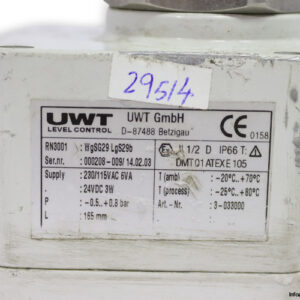 29514
UWT UWT GmbH
LEVEL CONTROL D-87488 Betzigau CE 0158
RN3001 : WgSG29 LgS29b Ex II 1/2 D IP66 T:
Ser.nr. : 000208-009/14.02.03 DMT 01 ATEX E 105
Supply : 230/115VAC 6VA T (amb) : -20°C..+70°C
: 24VDC 3W T (process) : -25°C..+80°C
P : -0.5..+0.8 bar Art.-Nr. : 3-033000
L : 165 mm